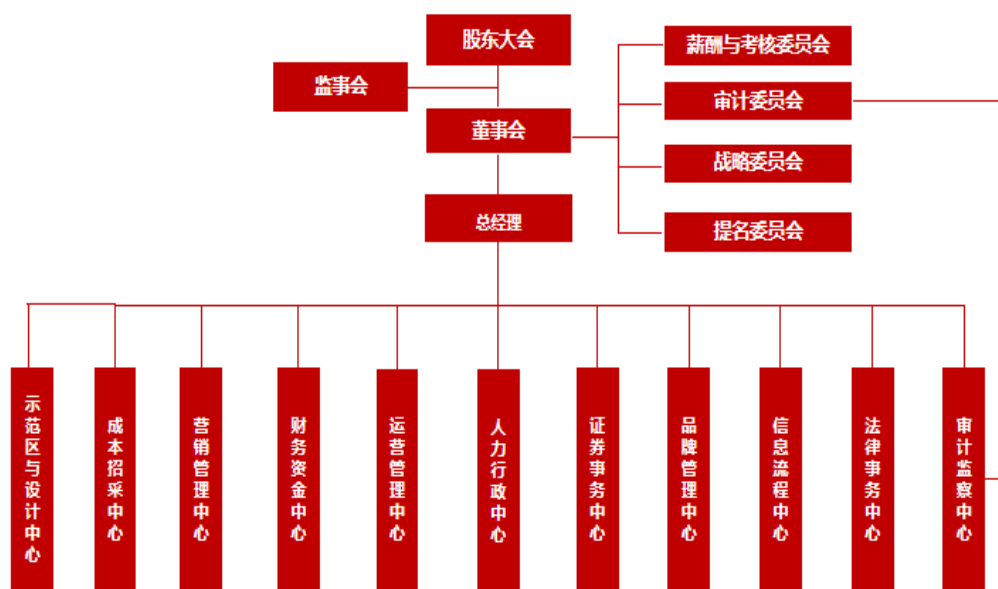 股东大会
监事会
董事会
总经理
薪酬与考核委员会
审计委员会
战略委员会
提名委员会
示范区与设计中心
成本招采中心
营销管理中心
财务资金中心
运营管理中心
人力行政中心
证券事务中心
品牌管理中心
信息流程中心
法律事务中心
审计监察中心